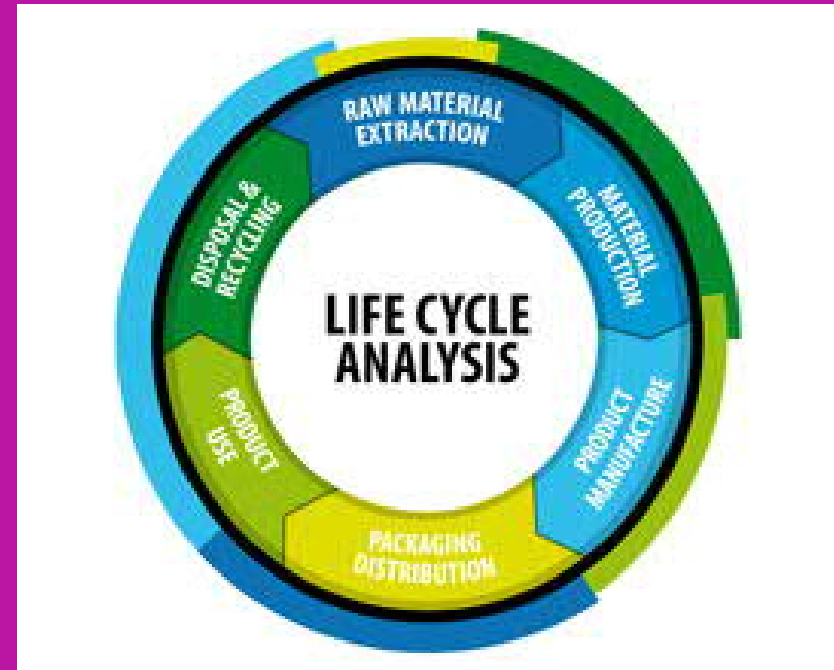 RAW MATERIAL
EXTRACTION
MATERIAL
PRODUCTION
PRODUCT
MANUFACTURE
PACKAGING
DISTRIBUTION
PRODUCT
USE
DISPOSAL &
RECYCLING
LIFE CYCLE
ANALYSIS